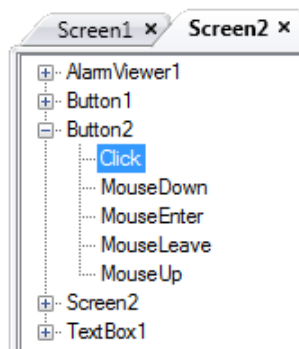 Screen1 × Screen2 ×
AlarmViewer1
Button1
Button2
Click
MouseDown
MouseEnter
MouseLeave
MouseUp
Screen2
TextBox1